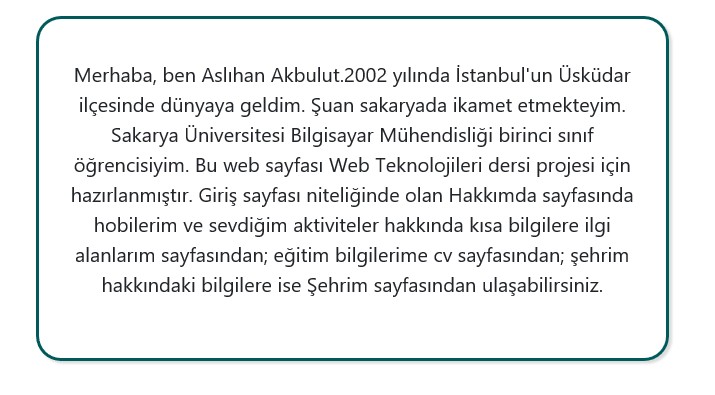 Merhaba, ben Aslıhan Akbulut.2002 yılında İstanbul'un Üsküdar
ilçesinde dünyaya geldim. Şuan sakaryada ikamet etmekteyim.
Sakarya Üniversitesi Bilgisayar Mühendisliği birinci sınıf
öğrencisiyim. Bu web sayfası Web Teknolojileri dersi projesi için
hazırlanmıştır. Giriş sayfası niteliğinde olan Hakkımda sayfasında
hobilerim ve sevdiğim aktiviteler hakkında kısa bilgilere ilgi
alanlarım sayfasından; eğitim bilgilerime cv sayfasından; şehrim
hakkındaki bilgilere ise Şehrim sayfasından ulaşabilirsiniz.